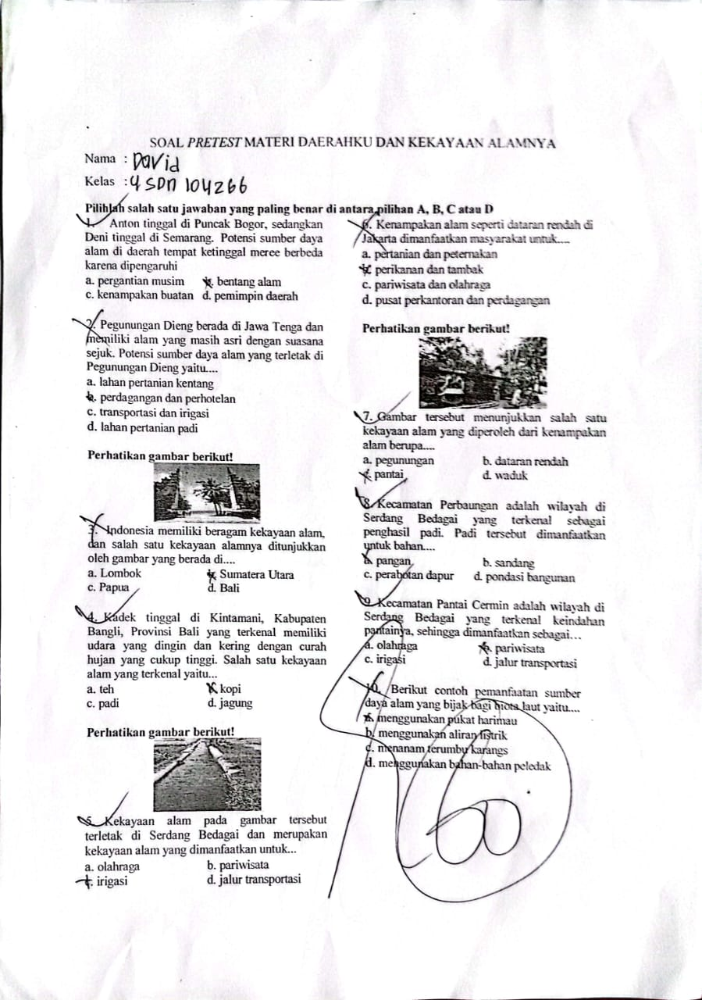 SOAL PRETEST MATERI DAERAHKU DAN KEKAYAAN ALAMNYA
Nama : David
Kelas : 4 SDN 104266
Pilihlah salah satu jawaban yang paling benar di antara pilihan A, B, C atau D
1. Anton tinggal di Puncak Bogor, sedangkan
Deni tinggal di Semarang. Potensi sumber daya
alam di daerah tempat ketinggal meree berbeda
karena dipengaruhi
a. pergantian musim b. bentang alam
c. kenampakan buatan d. pemimpin daerah
2. Pegunungan Dieng berada di Jawa Tenga dan
memiliki alam yang masih asri dengan suasana
sejuk. Potensi sumber daya alam yang terletak di
Pegunungan Dieng yaitu....
a. lahan pertanian kentang
b. perdagangan dan perhotelan
c. transportasi dan irigasi
d. lahan pertanian padi
Perhatikan gambar berikut!
3. Indonesia memiliki beragam kekayaan alam,
dan salah satu kekayaan alamnya ditunjukkan
oleh gambar yang berada di....
a. Lombok b. Sumatera Utara
c. Papua d. Bali
4. Kadek tinggal di Kintamani, Kabupaten
Bangli, Provinsi Bali yang terkenal memiliki
udara yang dingin dan kering dengan curah
hujan yang cukup tinggi. Salah satu kekayaan
alam yang terkenal yaitu...
a. teh b. kopi
c. padi d. jagung
Perhatikan gambar berikut!
5. Kekayaan alam pada gambar tersebut
terletak di Serdang Bedagai dan merupakan
kekayaan alam yang dimanfaatkan untuk...
a. olahraga b. pariwisata
c. irigasi d. jalur transportasi
6. Kenampakan alam seperti dataran rendah di
Jakarta dimanfaatkan masyarakat untuk....
a. pertanian dan peternakan
b. perikanan dan tambak
c. pariwisata dan olahraga
d. pusat perkantoran dan perdagangan
Perhatikan gambar berikut!
7. Gambar tersebut menunjukkan salah satu
kekayaan alam yang diperoleh dari kenampakan
alam berupa....
a. pegunungan b. dataran rendah
c. pantai d. waduk
8. Kecamatan Perbaungan adalah wilayah di
Serdang Bedagai yang terkenal sebagai
penghasil padi. Padi tersebut dimanfaatkan
untuk bahan....
a. pangan b. sandang
c. perabotan dapur d. pondasi bangunan
9. Kecamatan Pantai Cermin adalah wilayah di
Serdang Bedagai yang terkenal keindahan
pantainya, sehingga dimanfaatkan sebagai...
a. olahraga b. pariwisata
c. irigasi d. jalur transportasi
10. Berikut contoh pemanfaatan sumber
daya alam yang bijak bagi biota laut yaitu....
a. menggunakan pukat harimau
b. menggunakan aliran listrik
c. menanam terumbu karangs
d. menggunakan bahan-bahan peledak
60